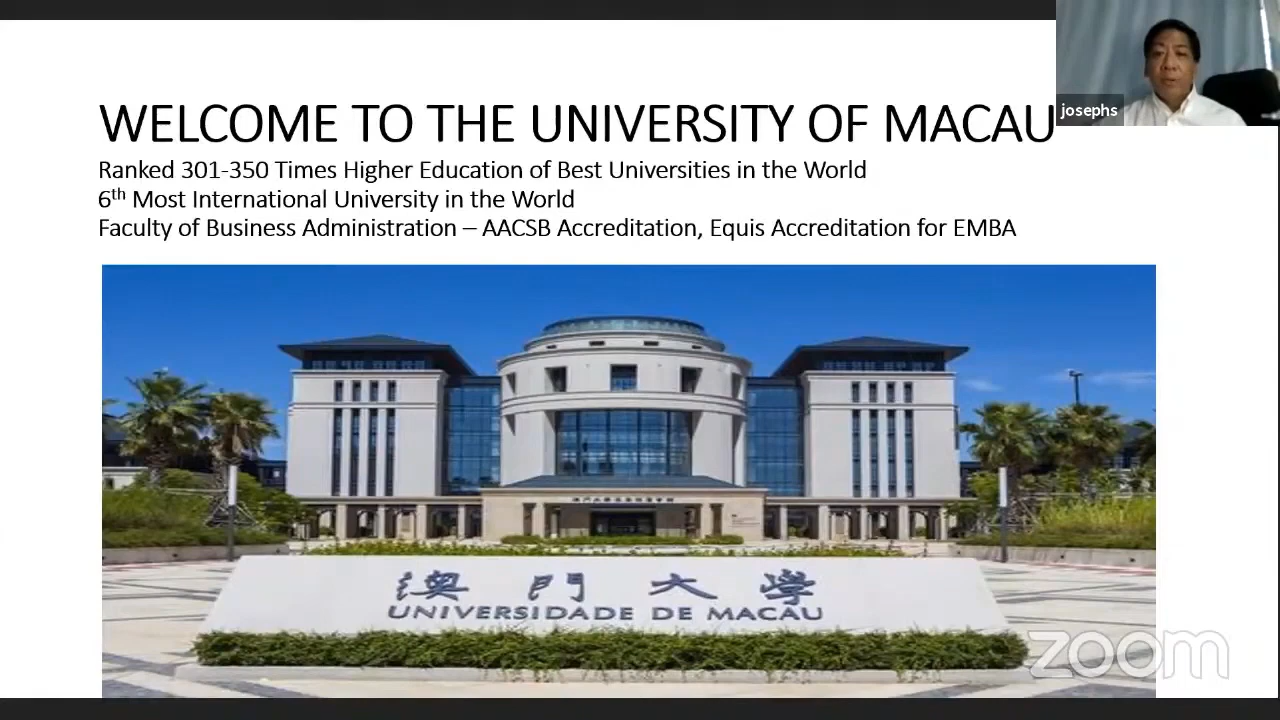 WELCOME TO THE UNIVERSITY OF MACAU
Ranked 301-350 Times Higher Education of Best Universities in the World
6th Most International University in the World
Faculty of Business Administration – AACSB Accreditation, Equis Accreditation for EMBA
josephs
澳門大學
UNIVERSIDADE DE MACAU
zoom